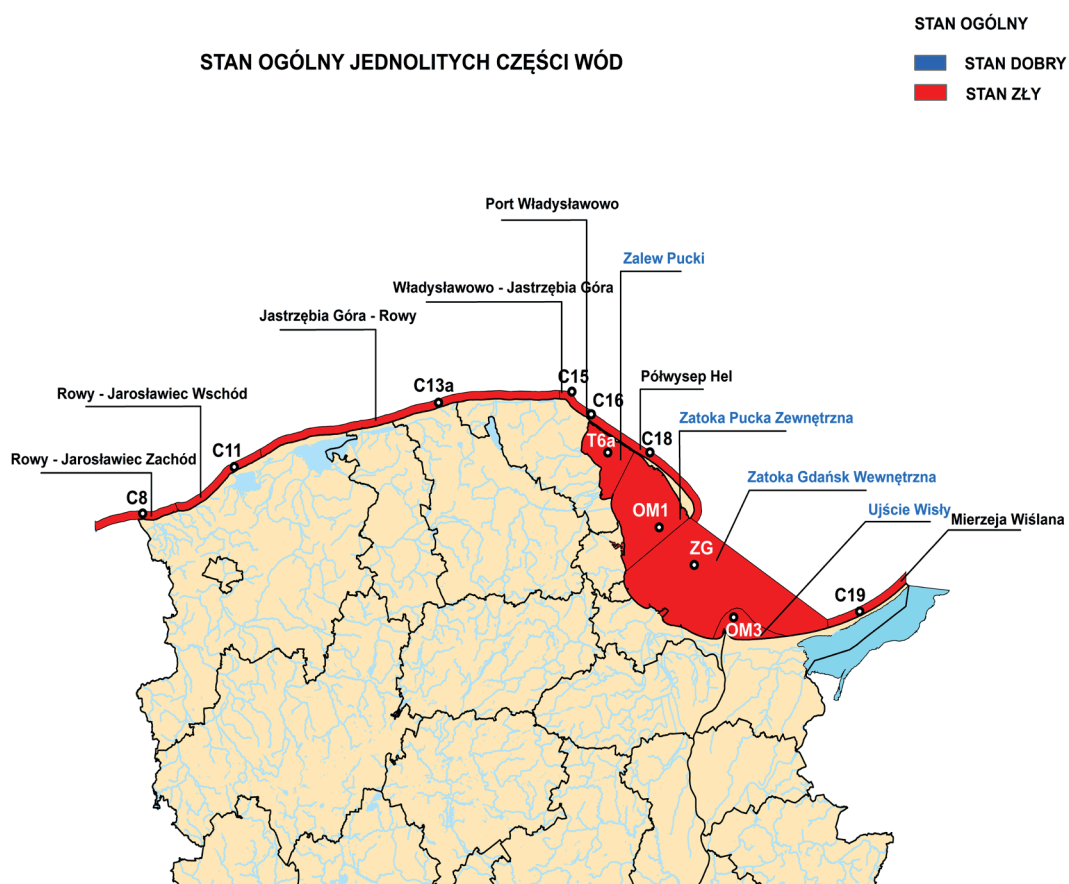 STAN OGÓLNY
STAN OGÓLNY JEDNOLITYCH CZĘŚCI WÓD
STAN DOBRY
STAN ZŁY
Port Władysławowo
Zalew Pucki
Władysławowo - Jastrzębia Góra
Jastrzębia Góra - Rowy
C15
Półwysep Hel
C13a
Rowy - Jarosławiec Wschód
C16
Zatoka Pucka Zewnętrzna
T6a
C18
C11
Rowy - Jarosławiec Zachód
Zatoka Gdańsk Wewnętrzna
C8
OM1
Ujście Wisły
Mierzeja Wiślana
ZG
C19
OM3